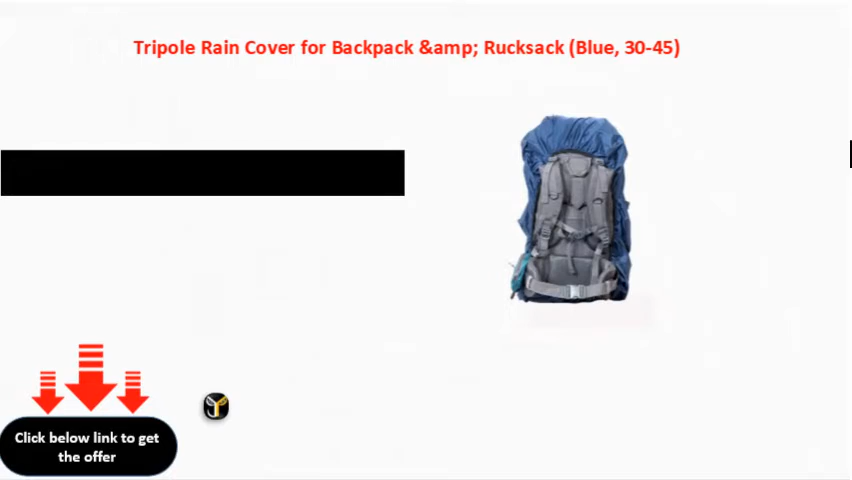 Tripole Rain Cover for Backpack &amp; Rucksack (Blue, 30-45)
Click below link to get
the offer